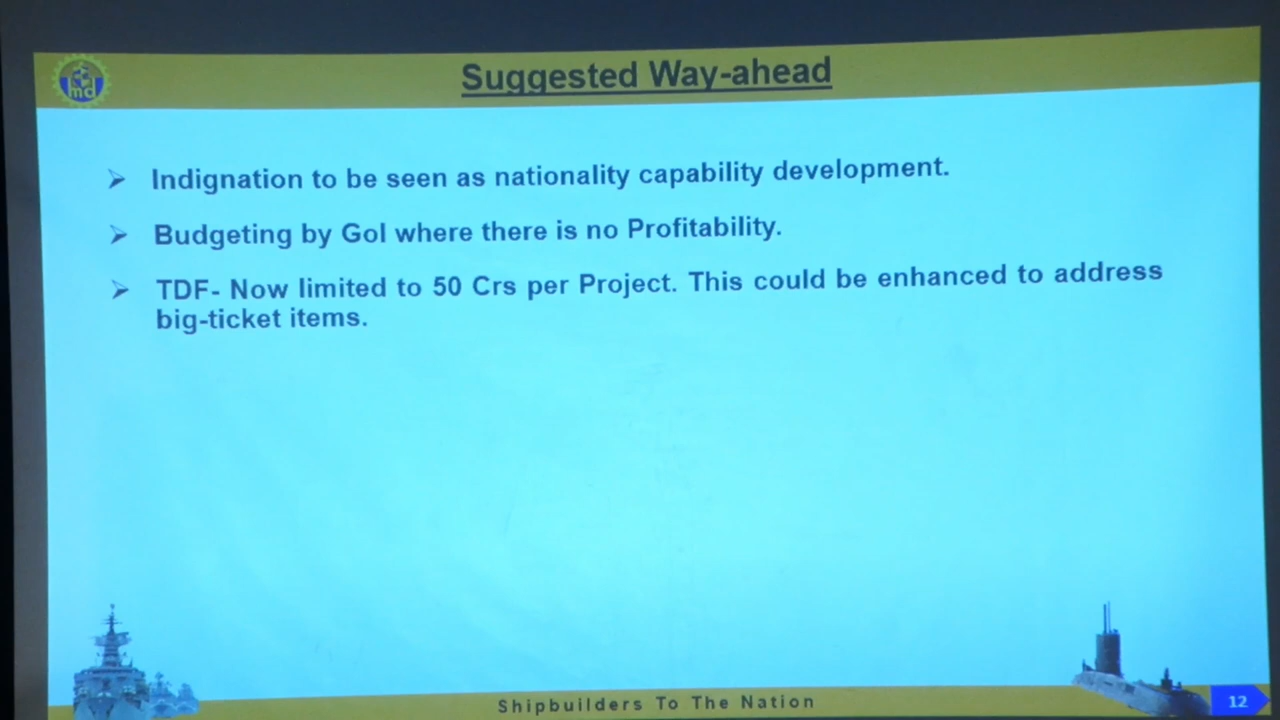 Suggested Way-ahead
md
➢ Indignation to be seen as nationality capability development.
➢ Budgeting by GoI where there is no Profitability.
➢ TDF- Now limited to 50 Crs per Project. This could be enhanced to address
big-ticket items.
Shipbuilders To The Nation
12